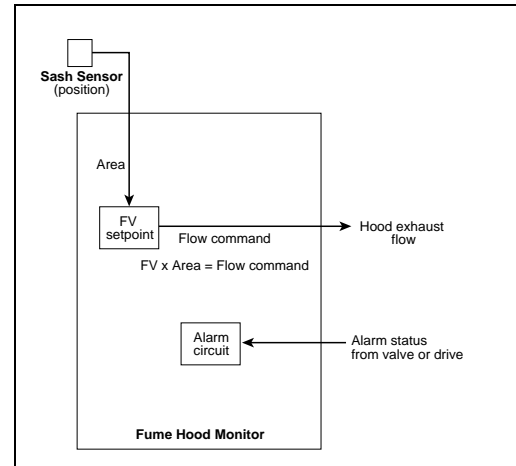 Sash Sensor
(position)
Area
FV
setpoint
Flow command
Hood exhaust
flow
FV x Area = Flow command
Alarm
circuit
Alarm status
from valve or drive
Fume Hood Monitor